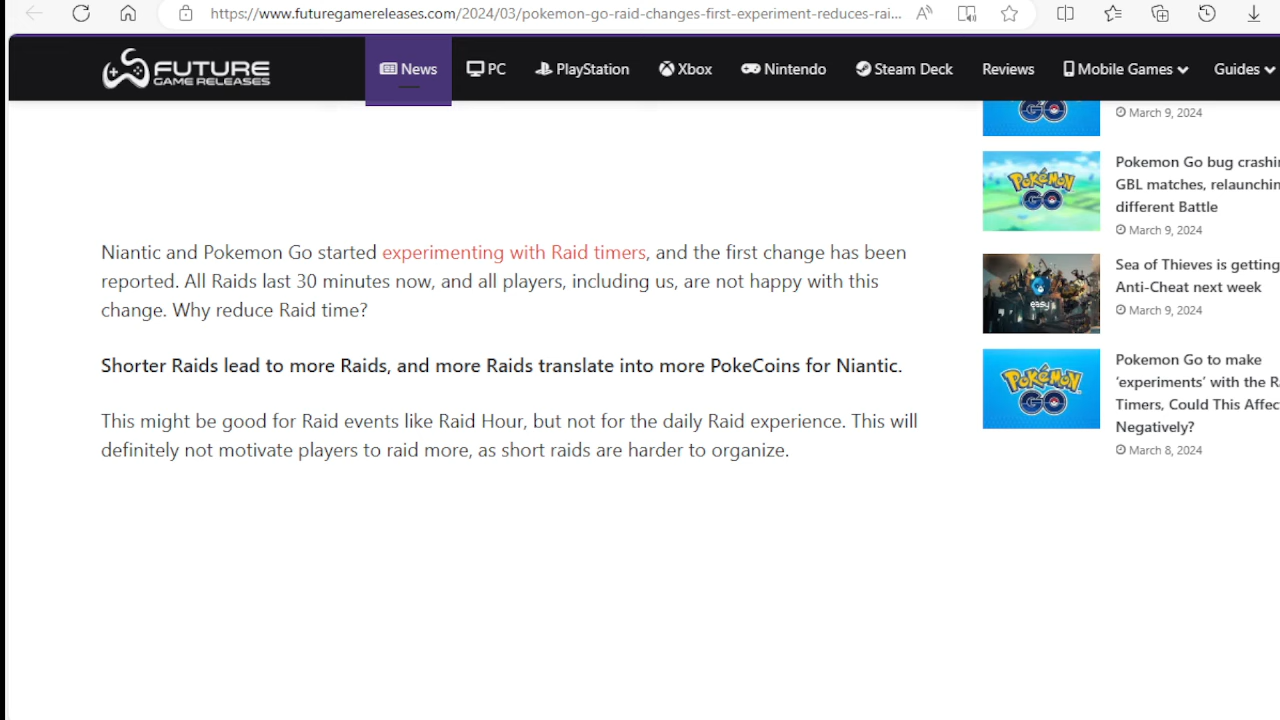 https://www.futuregamereleases.com/2024/03/pokemon-go-raid-changes-first-experiment-reduces-rai...
FUTURE
GAME RELEASES
News
PC
PlayStation
Xbox
Nintendo
Steam Deck
Reviews
Mobile Games
Guides
GO
March 9, 2024
POKÉMON
GO
Pokemon Go bug crashin
GBL matches, relaunchin
different Battle
March 9, 2024
easy
Sea of Thieves is getting
Anti-Cheat next week
March 9, 2024
POKÉMON
GO
Pokemon Go to make
‘experiments’ with the R
Timers, Could This Affec
Negatively?
March 8, 2024
Niantic and Pokemon Go started experimenting with Raid timers, and the first change has been
reported. All Raids last 30 minutes now, and all players, including us, are not happy with this
change. Why reduce Raid time?
Shorter Raids lead to more Raids, and more Raids translate into more PokeCoins for Niantic.
This might be good for Raid events like Raid Hour, but not for the daily Raid experience. This will
definitely not motivate players to raid more, as short raids are harder to organize.